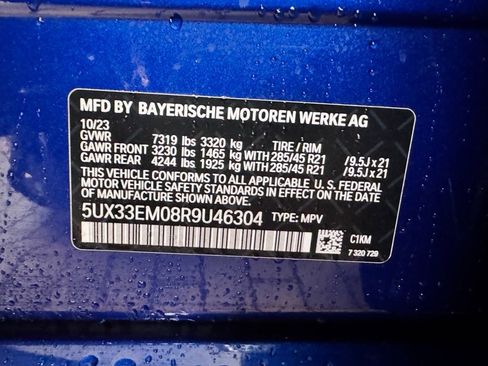 MFD BY BAYERISCHE MOTOREN WERKE AG
10/23
GVWR 7319 lbs 3320 kg TIRE / RIM
GAWR FRONT 3230 lbs 1465 kg WITH 285/45 R21 /9.5J x 21
GAWR REAR 4244 lbs 1925 kg WITH 285/45 R21 /9.5J x 21
THIS VEHICLE CONFORMS TO ALL APPLICABLE FEDERAL
MOTOR VEHICLE SAFETY STANDARDS IN EFFECT ON THE DATE
OF MANUFACTURE SHOWN ABOVE.
5UX33EM08R9U46304 TYPE: MPV
C1KM
7 320 729